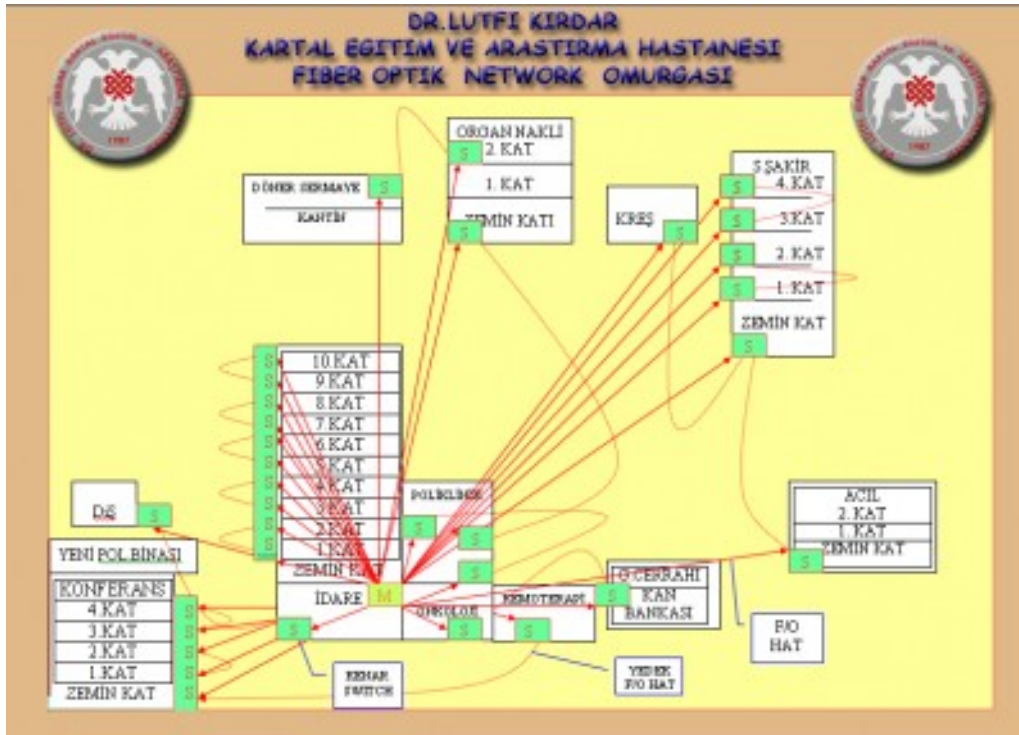 DR.LUTFI KIRDAR
KARTAL EGITIM VE ARASTIRMA HASTANESI
FIBER OPTIK NETWORK OMURGASI
1987
1987
ORGAN NAKLİ
S 2. KAT
1. KAT
ZEMİN KATI
S
DÖNER SERMAYE S
KANTİN
KREŞ S
S.ŞAKİR
S 4. KAT
S 3.KAT
S 2. KAT
S 1. KAT
ZEMİN KAT
S
S 10.KAT
S 9.KAT
S 8.KAT
S 7.KAT
S 6.KAT
S 5.KAT
S 4.KAT
S 3.KAT
S 2.KAT
S 1.KAT
ZEMİN KAT
İDARE M
S
POLİKLİNİK
S
S
S
ONKOLOJİ
S
KEMOTERAPİ
S
DiŞ S
YENİ POL.BİNASI
KONFERANS
4.KAT S
3.KAT S
2.KAT S
1.KAT S
ZEMİN KAT S
G.CERRAHİ
S KAN
BANKASI
ACİL
2. KAT
1. KAT
ZEMİN KAT
S
KENAR
SWITCH
YEDEK
F/O HAT
F/O
HAT